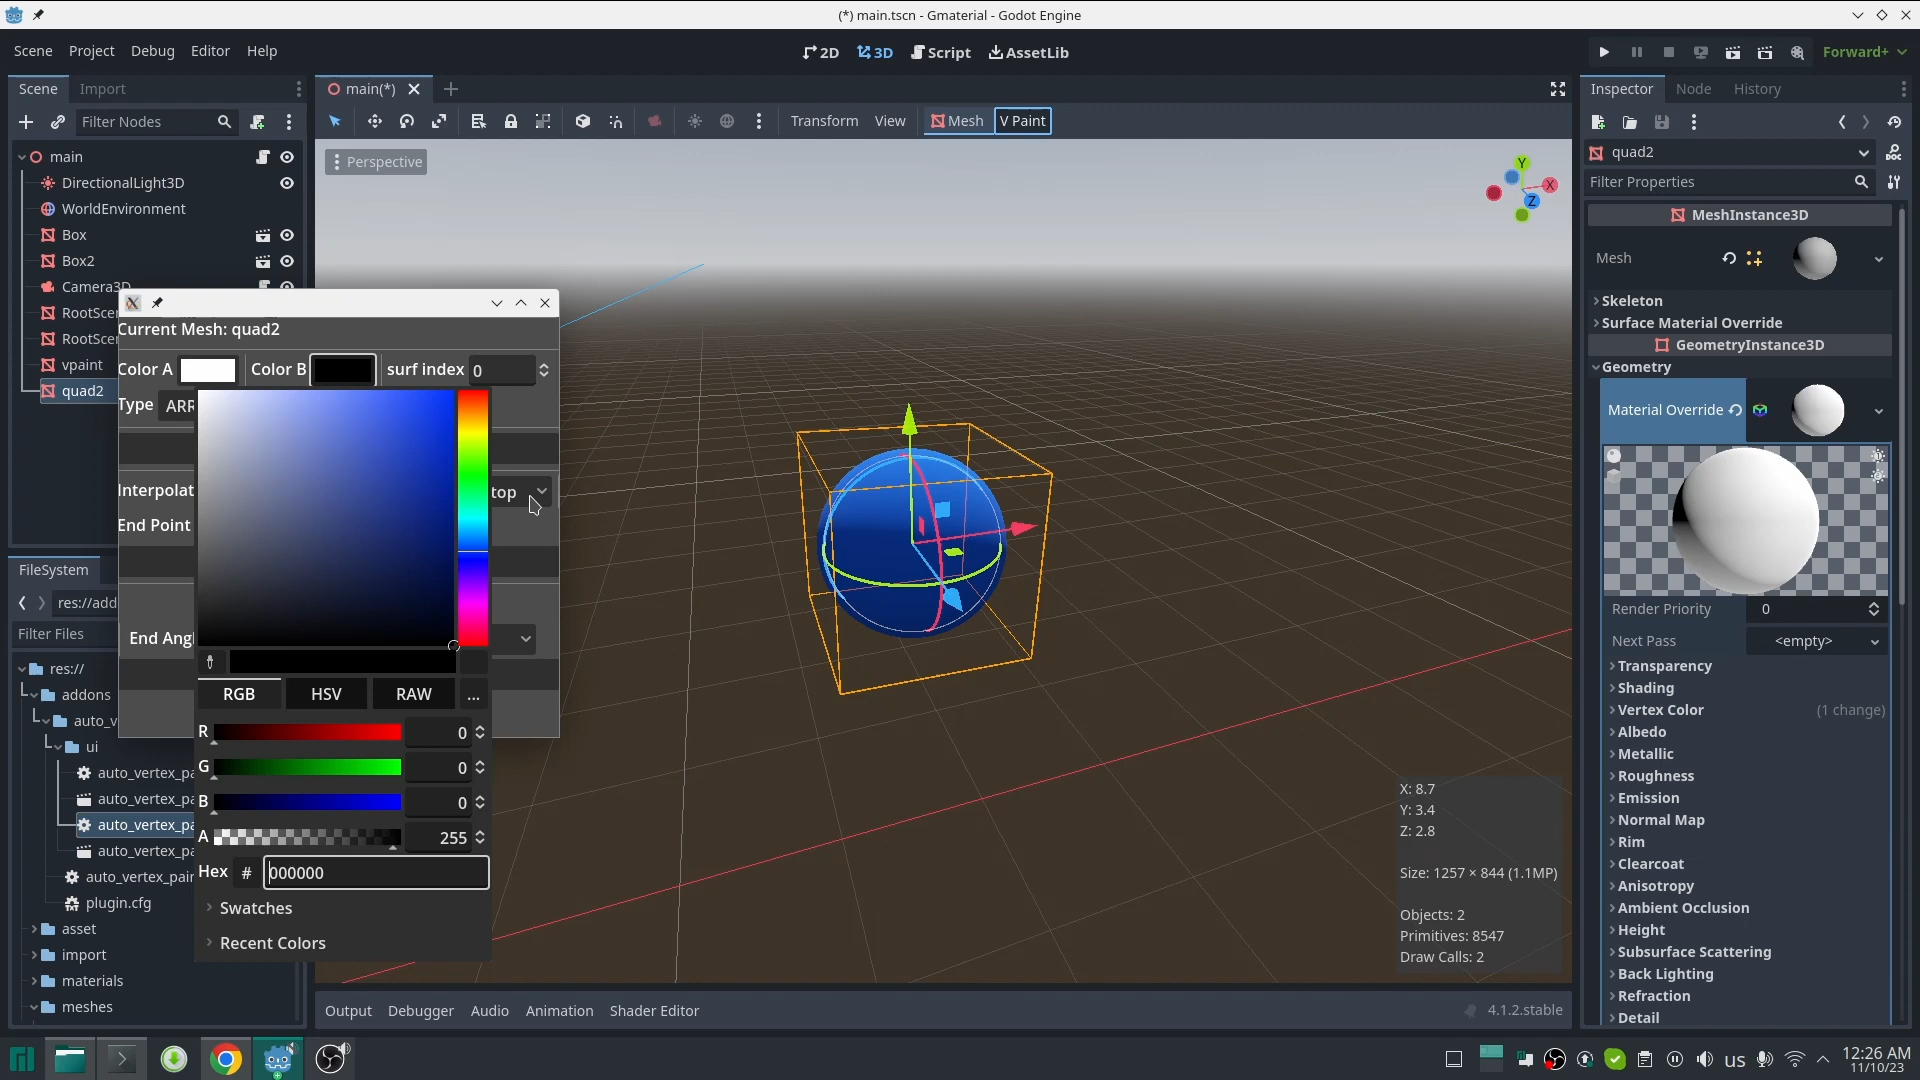 (*) main.tscn - Gmaterial - Godot Engine
Scene Project Debug Editor Help
2D 3D Script AssetLib
Forward+
Scene Import
Filter Nodes
main
DirectionalLight3D
WorldEnvironment
Box
Box2
Camera3D
RootScen
RootScen
vpaint
quad2
Current Mesh: quad2
Color A Color B surf index 0
Type ARR
Interpolat top
End Point
End Angl
RGB HSV RAW ...
R 0
G 0
B 0
A 255
Hex # 000000
Swatches
Recent Colors
FileSystem
res://add
Filter Files
res://
addons
auto_v
ui
auto_vertex_pa
auto_vertex_pa
auto_vertex_pa
auto_vertex_pa
auto_vertex_pain
plugin.cfg
asset
import
materials
meshes
main(*)
Transform View Mesh V Paint
Perspective
Y
X
Z
X: 8.7
Y: 3.4
Z: 2.8
Size: 1257 × 844 (1.1MP)
Objects: 2
Primitives: 8547
Draw Calls: 2
Output Debugger Audio Animation Shader Editor
4.1.2.stable
Inspector Node History
quad2
DOC
Filter Properties
MeshInstance3D
Mesh
Skeleton
Surface Material Override
GeometryInstance3D
Geometry
Material Override
Render Priority 0
Next Pass <empty>
Transparency
Shading
Vertex Color (1 change)
Albedo
Metallic
Roughness
Emission
Normal Map
Rim
Clearcoat
Anisotropy
Ambient Occlusion
Height
Subsurface Scattering
Back Lighting
Refraction
Detail
us
12:26 AM
11/10/23